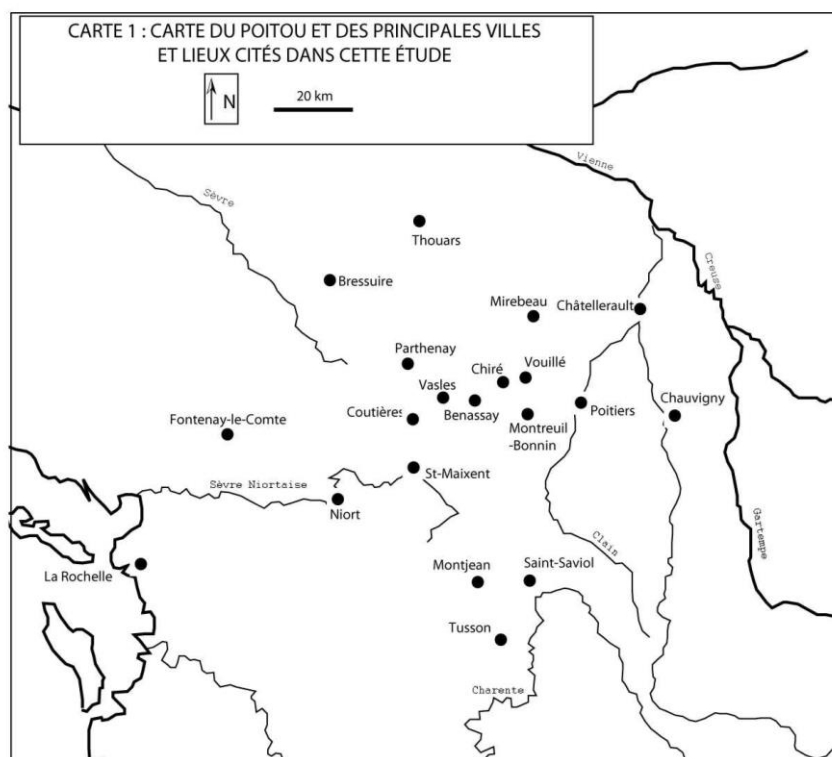 CARTE 1 : CARTE DU POITOU ET DES PRINCIPALES VILLES
ET LIEUX CITÉS DANS CETTE ÉTUDE
N
20 km
Vienne
Sèvre
Thouars
Creuse
Bressuire
Mirebeau
Châtellerault
Parthenay
Chiré
Vouillé
Vasles
Fontenay-le-Comte
Coutières
Benassay
Montreuil
-Bonnin
Poitiers
Chauvigny
St-Maixent
Sèvre Niortaise
Niort
Gartempe
Clain
La Rochelle
Montjean
Saint-Saviol
Tusson
Charente